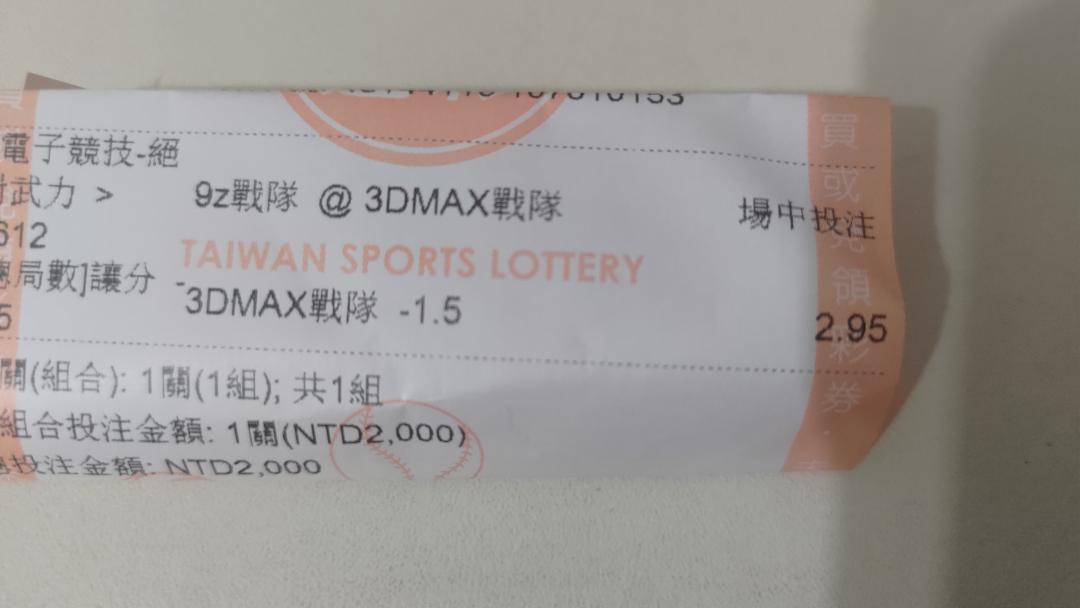 電子競技-絕
武力 > 9z戰隊 @ 3DMAX戰隊 場中投注
612
TAIWAN SPORTS LOTTERY
總局數]讓分 -
3DMAX戰隊 -1.5
5 2.95
關(組合): 1關(1組); 共1組
組合投注金額: 1關(NTD2,000)
投注金額: NTD2,000
買或兌領彩券